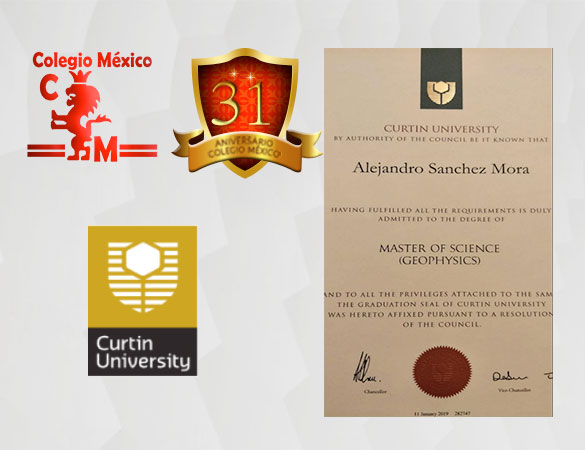 Colegio México
C
M
31
ANIVERSARIO
COLEGIO MÉXICO
Curtin
University
CURTIN UNIVERSITY
BY AUTHORITY OF THE COUNCIL BE IT KNOWN THAT
Alejandro Sanchez Mora
HAVING FULFILLED ALL THE REQUIREMENTS IS DULY
ADMITTED TO THE DEGREE OF
MASTER OF SCIENCE
(GEOPHYSICS)
AND TO ALL THE PRIVILEGES ATTACHED TO THE SAM
THE GRADUATION SEAL OF CURTIN UNIVERSITY
WAS HERETO AFFIXED PURSUANT TO A RESOLUTION
OF THE COUNCIL.
Chancellor
Vice Chancellor
11 January 2019 282747